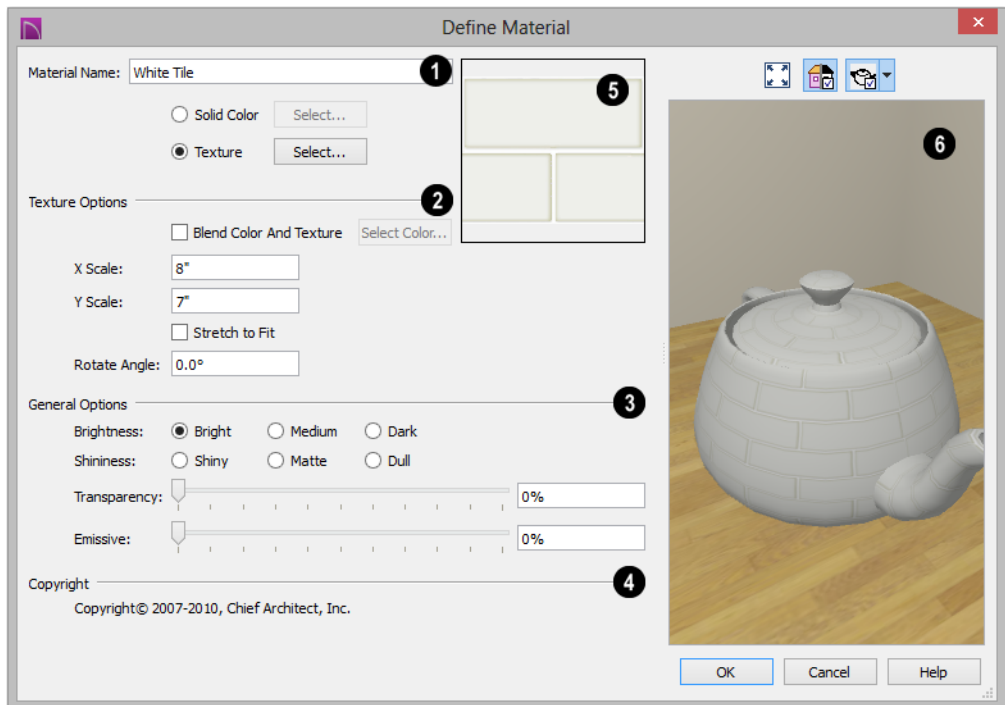 Define Material
Material Name: White Tile
1
Solid Color Select...
Texture Select...
5
6
Texture Options
2
Blend Color And Texture Select Color...
X Scale: 8"
Y Scale: 7"
Stretch to Fit
Rotate Angle: 0.0°
General Options
3
Brightness: Bright Medium Dark
Shininess: Shiny Matte Dull
Transparency: 0%
Emissive: 0%
Copyright
4
Copyright© 2007-2010, Chief Architect, Inc.
OK Cancel Help